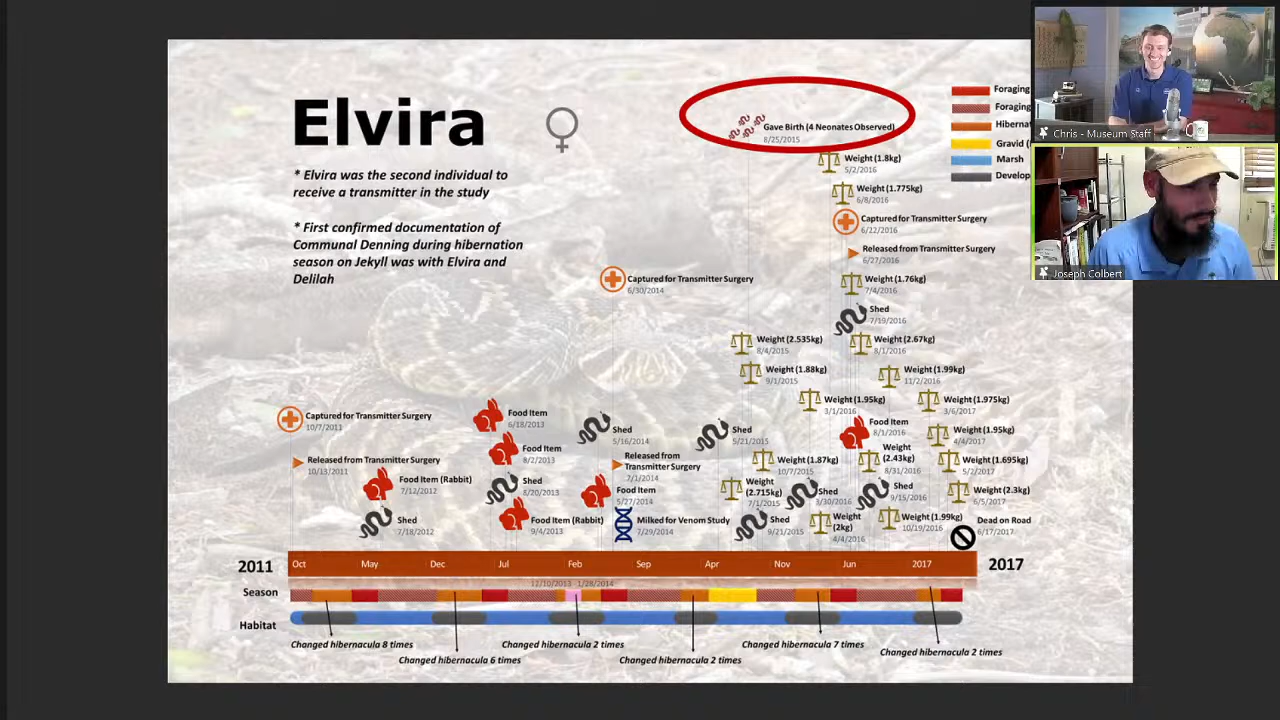 Elvira
* Elvira was the second individual to
receive a transmitter in the study
* First confirmed documentation of
Communal Denning during hibernation
season on Jekyll was with Elvira and
Delilah
Gave Birth (4 Neonates Observed)
8/25/2015
Foraging
Foraging
Hiberna
Gravid (
Marsh
Develop
Chris - Museum Staff
Joseph Colbert
Weight (1.8kg)
5/2/2016
Weight (1.775kg)
6/8/2016
Captured for Transmitter Surgery
6/22/2016
Released from Transmitter Surgery
6/27/2016
Captured for Transmitter Surgery
6/30/2014
Weight (1.76kg)
7/4/2016
Shed
7/19/2016
Weight (2.535kg)
8/4/2015
Weight (2.67kg)
8/1/2016
Weight (1.88kg)
9/1/2015
Weight (1.99kg)
11/2/2016
Weight (1.95kg)
3/1/2016
Weight (1.975kg)
3/6/2017
Captured for Transmitter Surgery
10/7/2011
Food Item
6/18/2013
Shed
5/16/2014
Shed
5/21/2015
Food Item
8/1/2016
Weight (1.95kg)
4/4/2017
Released from Transmitter Surgery
10/13/2011
Food Item
8/2/2013
Released from
Transmitter Surgery
7/1/2014
Weight (1.87kg)
10/7/2015
Weight
(2.43kg)
8/31/2016
Weight (1.695kg)
5/2/2017
Food Item (Rabbit)
7/12/2012
Shed
8/20/2013
Food Item
5/27/2014
Weight
(2.715kg)
7/1/2015
Shed
3/30/2016
Shed
9/15/2016
Weight (2.3kg)
6/5/2017
Shed
7/18/2012
Food Item (Rabbit)
9/4/2013
Milked for Venom Study
7/29/2014
Shed
9/21/2015
Weight
(2kg)
4/4/2016
Weight (1.99kg)
10/19/2016
Dead on Road
6/17/2017
2011 Oct May Dec Jul Feb Sep Apr Nov Jun 2017 2017
12/10/2013 - 1/28/2014
Season
Habitat
Changed hibernacula 8 times
Changed hibernacula 6 times
Changed hibernacula 2 times
Changed hibernacula 2 times
Changed hibernacula 7 times
Changed hibernacula 2 times